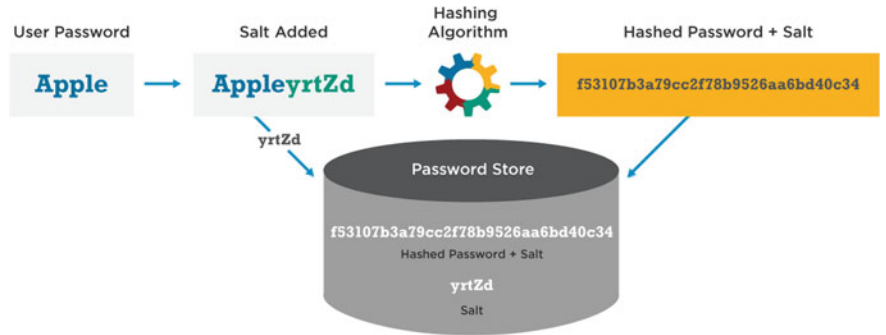 User Password
Salt Added
Hashing
Algorithm
Hashed Password + Salt
Apple
AppleyrtZd
f53107b3a79cc2f78b9526aa6bd40c34
yrtZd
Password Store
f53107b3a79cc2f78b9526aa6bd40c34
Hashed Password + Salt
yrtZd
Salt